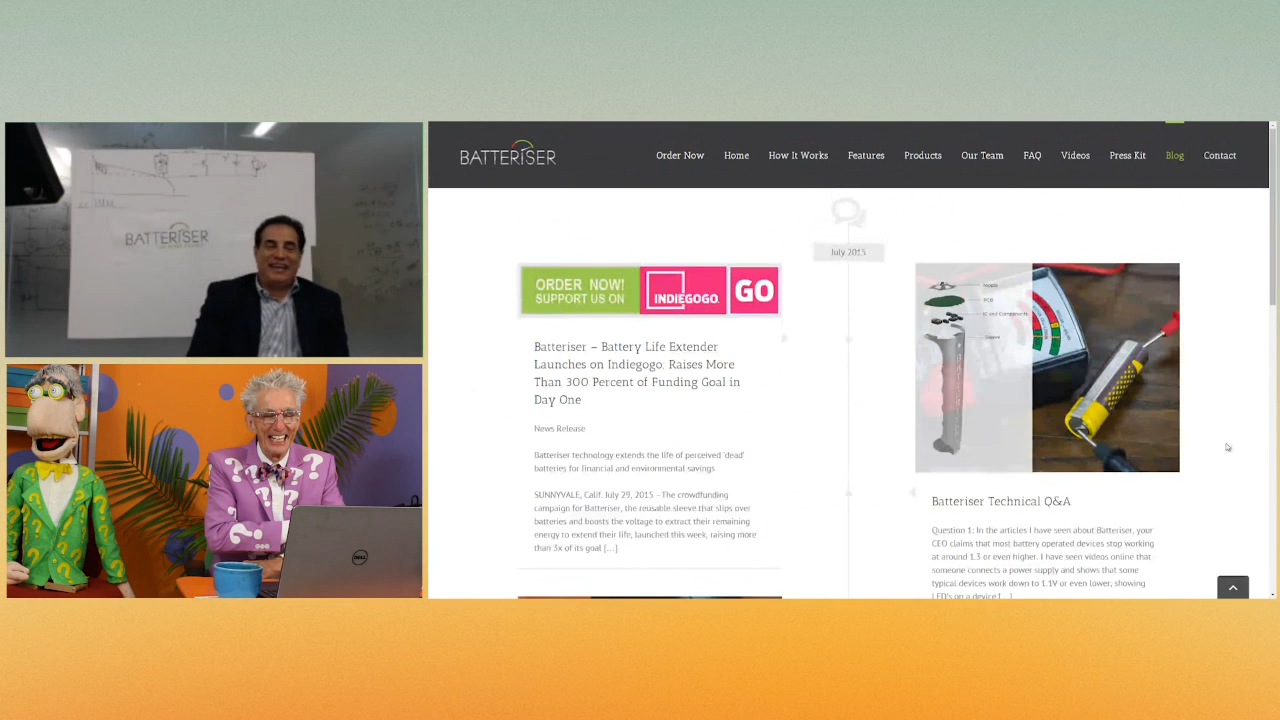 BATTERISER
BATTERISER
Order Now Home How It Works Features Products Our Team FAQ Videos Press Kit Blog Contact
July 2015
ORDER NOW!
SUPPORT US ON
INDIEGOGO.
GO
Batteriser – Battery Life Extender
Launches on Indiegogo; Raises More
Than 300 Percent of Funding Goal in
Day One
News Release
Batteriser technology extends the life of perceived 'dead'
batteries for financial and environmental savings
SUNNYVALE, Calif. July 29, 2015 –The crowdfunding
campaign for Batteriser, the reusable sleeve that slips over
batteries and boosts the voltage to extract their remaining
energy to extend their life, launched this week, raising more
than 3x of its goal [...]
PCB
IC and Components
Batteriser Technical Q&A
Question 1: In the articles I have seen about Batteriser, your
CEO claims that most battery operated devices stop working
at around 1.3 or even higher. I have seen videos online that
someone connects a power supply and shows that some
typical devices work down to 1.1V or even lower, showing
LED's on a device [...]
DELL
? ? ? ? ? ?